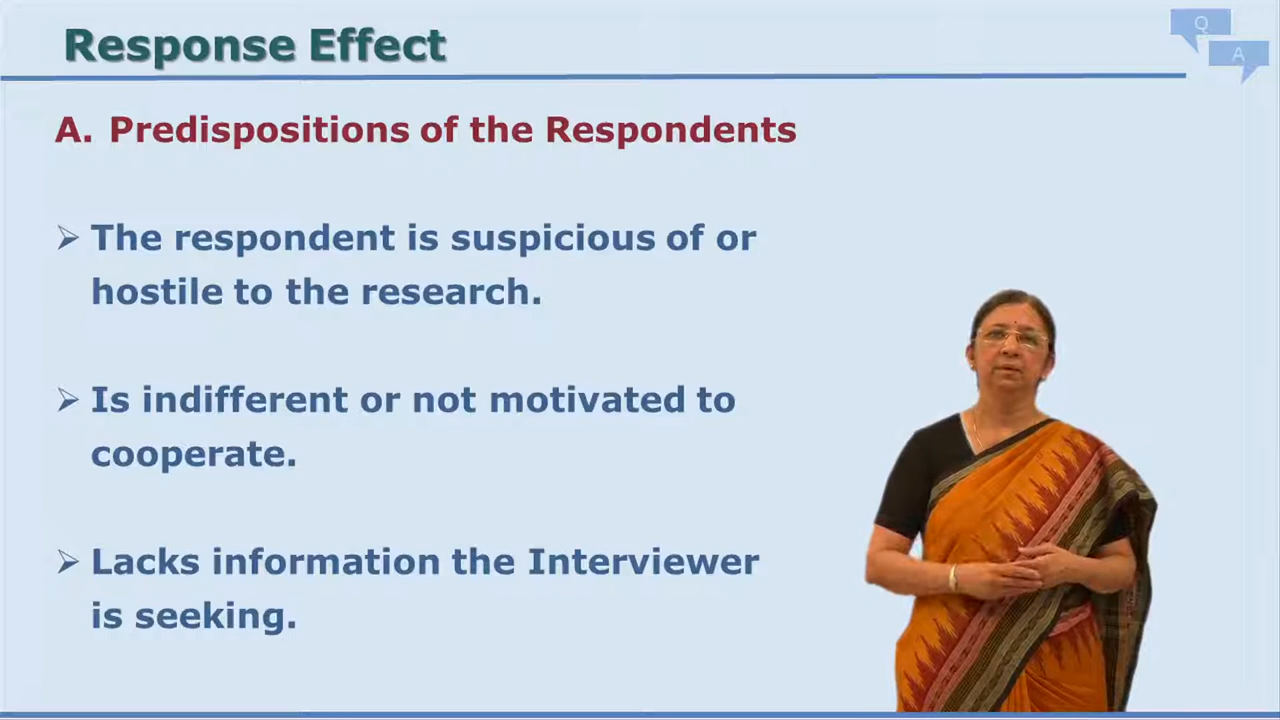 Response Effect
Q
A
A. Predispositions of the Respondents
➢ The respondent is suspicious of or
hostile to the research.
➢ Is indifferent or not motivated to
cooperate.
➢ Lacks information the Interviewer
is seeking.